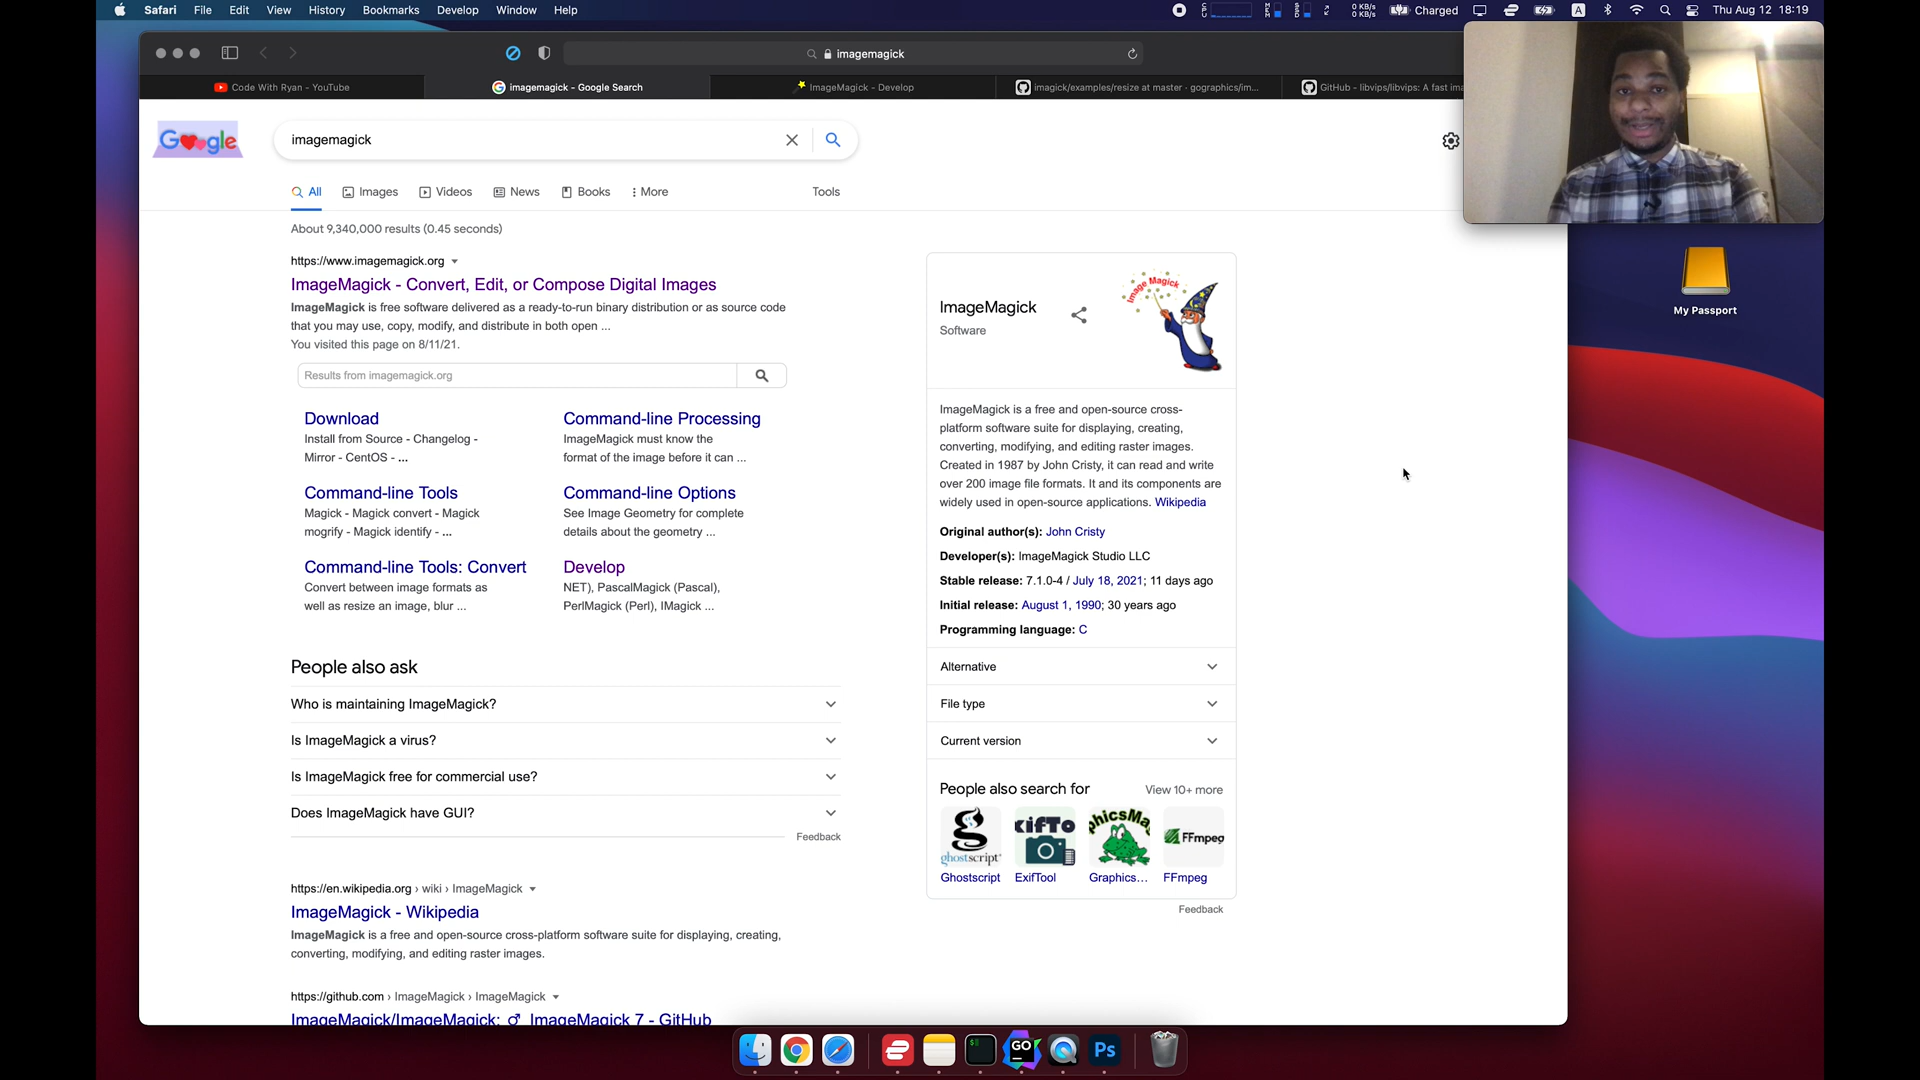 Safari File Edit View History Bookmarks Develop Window Help
0 KB/s
0 KB/s
Charged
A
Thu Aug 12 18:19
imagemagick
Code With Ryan – YouTube
imagemagick - Google Search
ImageMagick - Develop
imagick/examples/resize at master · gographics/im...
GitHub - libvips/libvips: A fast ima
Google
imagemagick
All Images Videos News Books More Tools
About 9,340,000 results (0.45 seconds)
https://www.imagemagick.org
ImageMagick - Convert, Edit, or Compose Digital Images
ImageMagick is free software delivered as a ready-to-run binary distribution or as source code
that you may use, copy, modify, and distribute in both open ...
You visited this page on 8/11/21.
Results from imagemagick.org
Download
Install from Source - Changelog -
Mirror - CentOS - ...
Command-line Processing
ImageMagick must know the
format of the image before it can ...
Command-line Tools
Magick - Magick convert - Magick
mogrify - Magick identify - ...
Command-line Options
See Image Geometry for complete
details about the geometry ...
Command-line Tools: Convert
Convert between image formats as
well as resize an image, blur ...
Develop
NET), PascalMagick (Pascal),
PerlMagick (Perl), IMagick ...
People also ask
Who is maintaining ImageMagick?
Is ImageMagick a virus?
Is ImageMagick free for commercial use?
Does ImageMagick have GUI?
Feedback
https://en.wikipedia.org › wiki › ImageMagick
ImageMagick - Wikipedia
ImageMagick is a free and open-source cross-platform software suite for displaying, creating,
converting, modifying, and editing raster images.
https://github.com › ImageMagick › ImageMagick
ImageMagick/ImageMagick: ♂ ImageMagick 7 - GitHub
ImageMagick
Software
Image Magick
ImageMagick is a free and open-source cross-
platform software suite for displaying, creating,
converting, modifying, and editing raster images.
Created in 1987 by John Cristy, it can read and write
over 200 image file formats. It and its components are
widely used in open-source applications. Wikipedia
Original author(s): John Cristy
Developer(s): ImageMagick Studio LLC
Stable release: 7.1.0-4 / July 18, 2021; 11 days ago
Initial release: August 1, 1990; 30 years ago
Programming language: C
Alternative
File type
Current version
People also search for
View 10+ more
ghostscript
xifTo
phicsMa
FFmpeg
Ghostscript
ExifTool
Graphics...
FFmpeg
Feedback
My Passport
GO
Ps